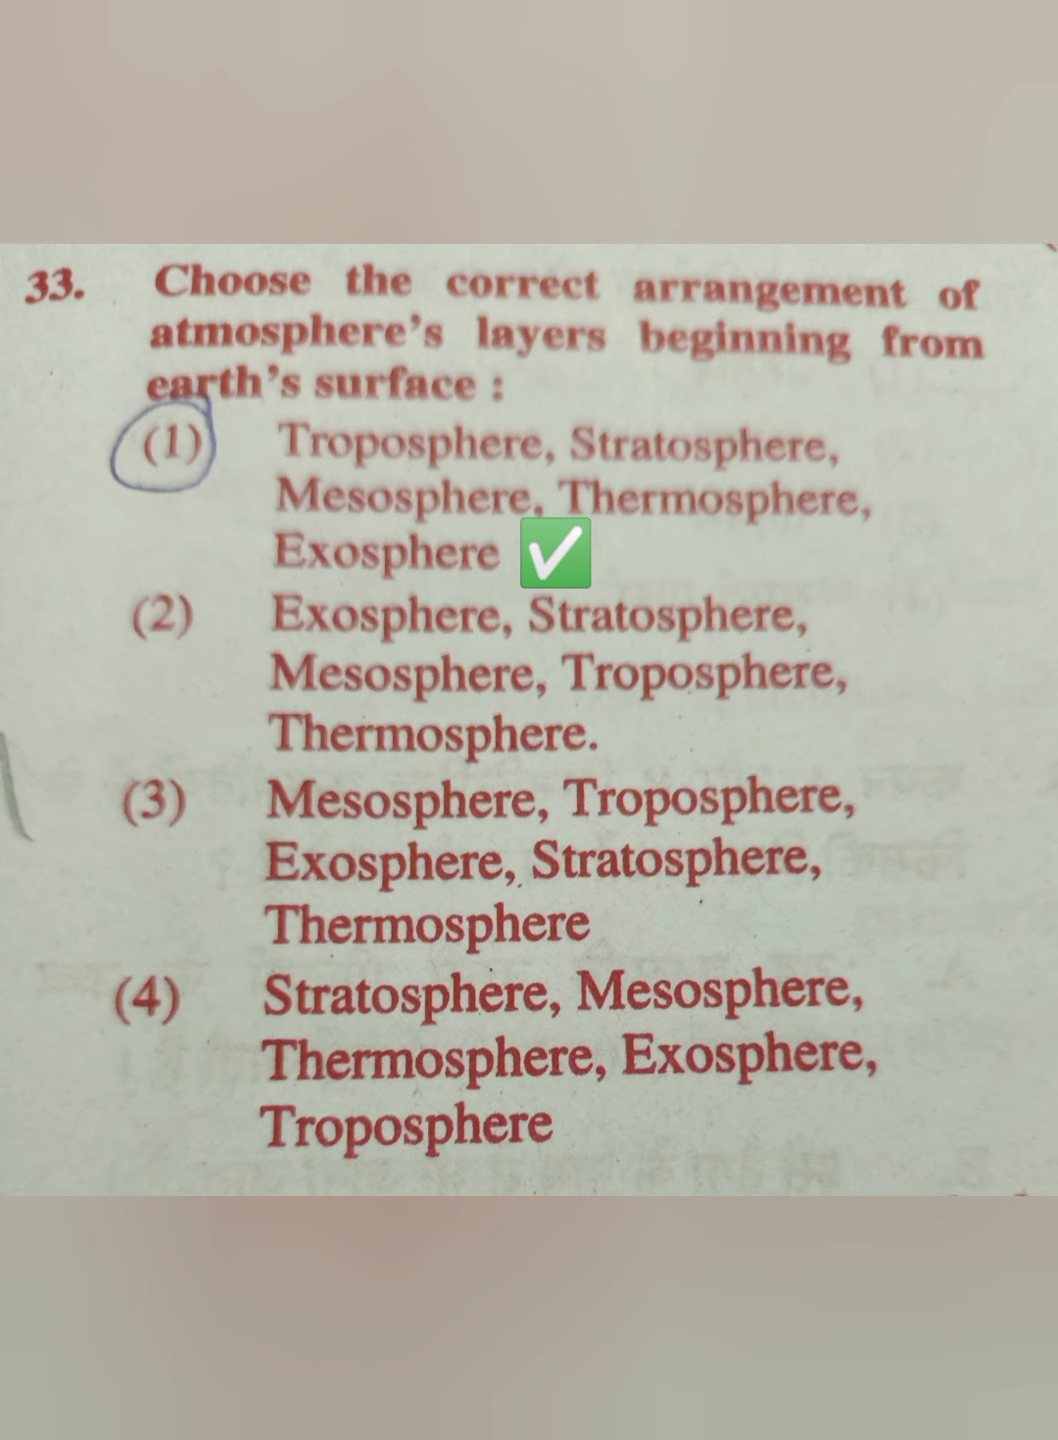 33. Choose the correct arrangement of
atmosphere's layers beginning from
earth's surface :
(1) Troposphere, Stratosphere,
Mesosphere, Thermosphere,
Exosphere ✅
(2) Exosphere, Stratosphere,
Mesosphere, Troposphere,
Thermosphere.
(3) Mesosphere, Troposphere,
Exosphere, Stratosphere,
Thermosphere
(4) Stratosphere, Mesosphere,
Thermosphere, Exosphere,
Troposphere